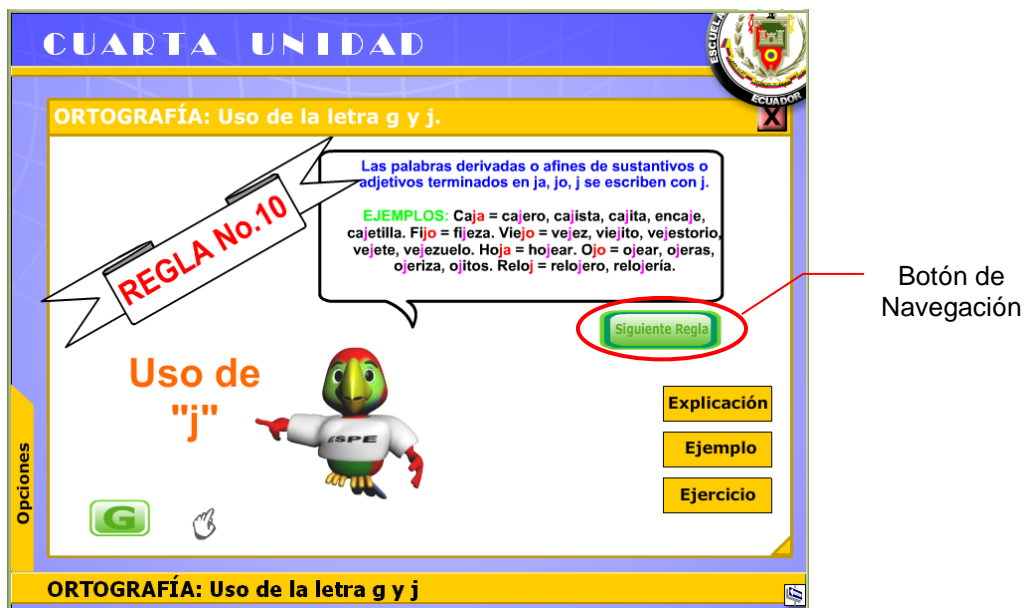 CUARTA UNIDAD
ESCUELA
ECUADOR
ORTOGRAFÍA: Uso de la letra g y j.
X
REGLA No.10
Las palabras derivadas o afines de sustantivos o
adjetivos terminados en ja, jo, j se escriben con j.
EJEMPLOS: Caja = cajero, cajista, cajita, encaje,
cajetilla. Fijo = fijeza. Viejo = vejez, viejito, vejestorio,
vejete, vejezuelo. Hoja = hojear. Ojo = ojear, ojeras,
ojeriza, ojitos. Reloj = relojero, relojería.
Siguiente Regla
Botón de
Navegación
Uso de
"j"
ESPE
Explicación
Ejemplo
Ejercicio
Opciones
G
ORTOGRAFÍA: Uso de la letra g y j